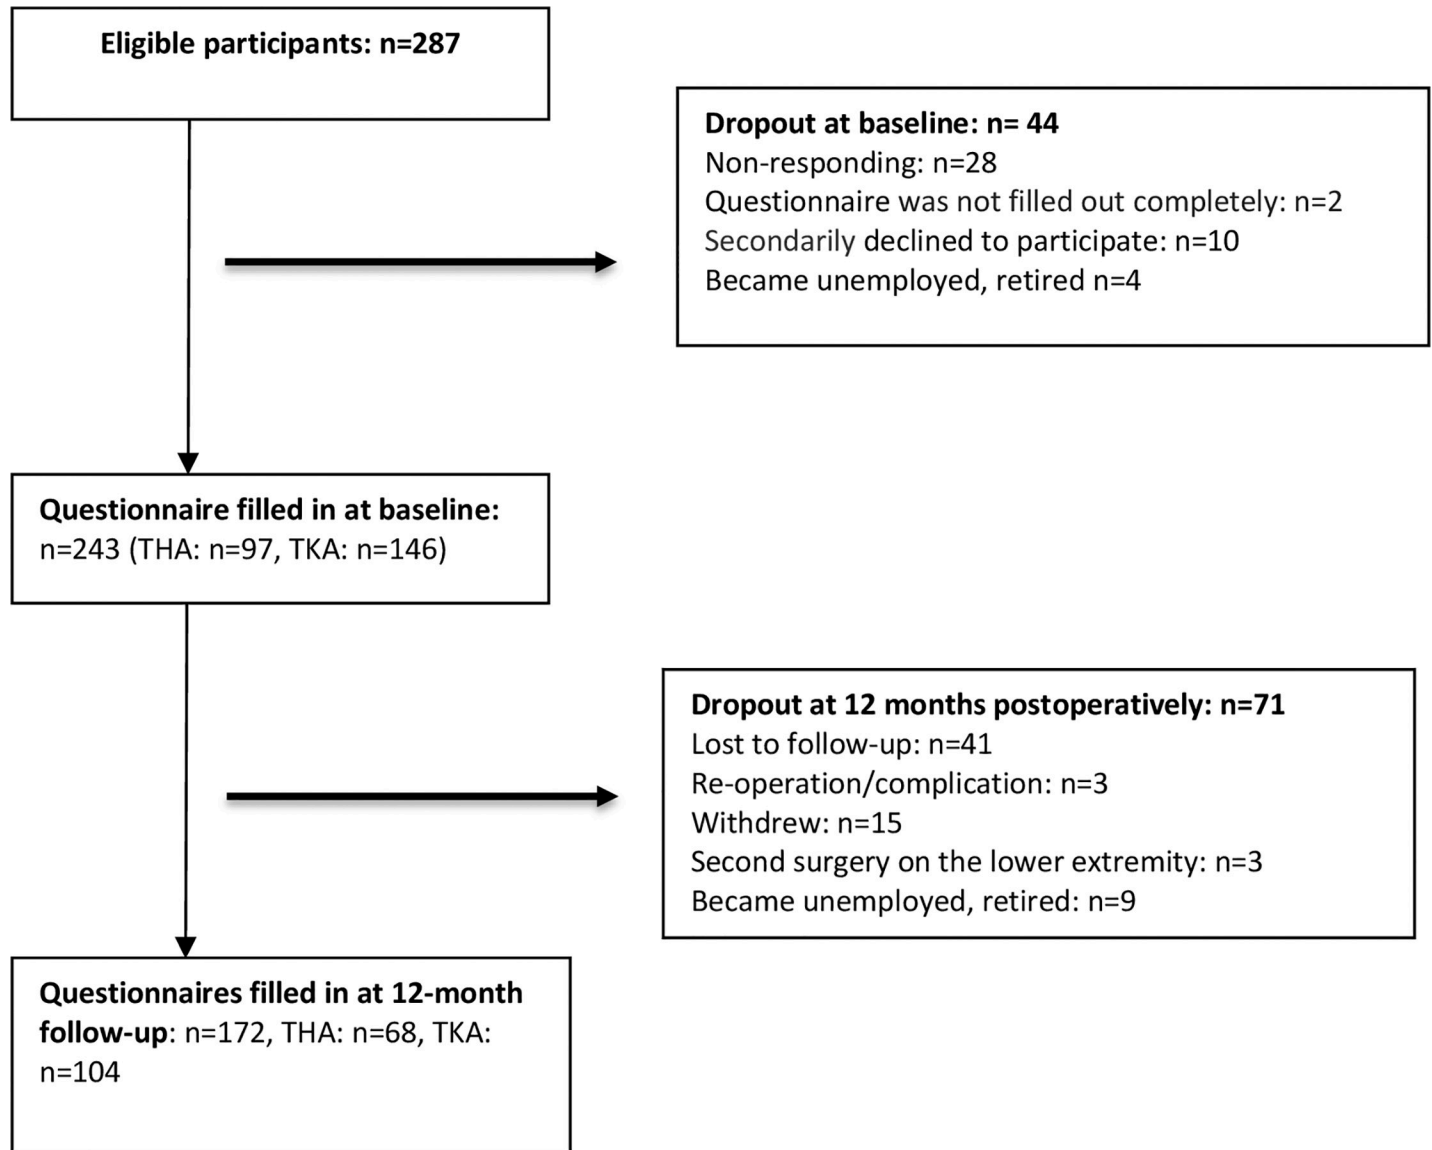 Eligible participants: n=287
Dropout at baseline: n= 44
Non-responding: n=28
Questionnaire was not filled out completely: n=2
Secondarily declined to participate: n=10
Became unemployed, retired n=4
Questionnaire filled in at baseline:
n=243 (THA: n=97, TKA: n=146)
Dropout at 12 months postoperatively: n=71
Lost to follow-up: n=41
Re-operation/complication: n=3
Withdrew: n=15
Second surgery on the lower extremity: n=3
Became unemployed, retired: n=9
Questionnaires filled in at 12-month
follow-up: n=172, THA: n=68, TKA:
n=104